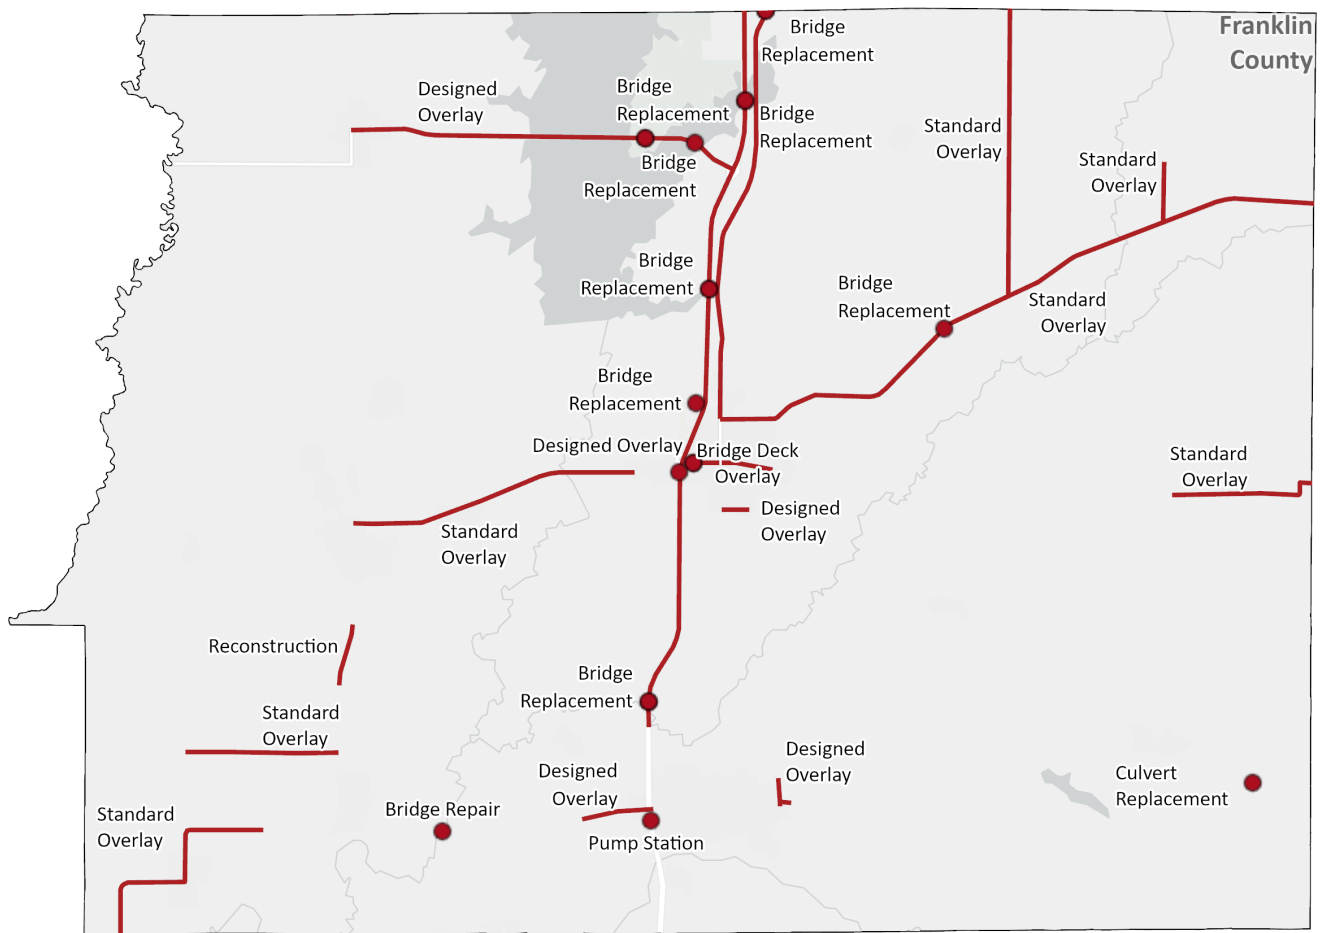 Franklin
County
Bridge
Replacement
Designed
Overlay
Bridge
Replacement
Bridge
Replacement
Standard
Overlay
Bridge
Replacement
Standard
Overlay
Bridge
Replacement
Bridge
Replacement
Standard
Overlay
Bridge
Replacement
Designed Overlay
Bridge Deck
Overlay
Standard
Overlay
Designed
Overlay
Standard
Overlay
Reconstruction
Bridge
Replacement
Standard
Overlay
Designed
Overlay
Designed
Overlay
Culvert
Replacement
Standard
Overlay
Bridge Repair
Pump Station